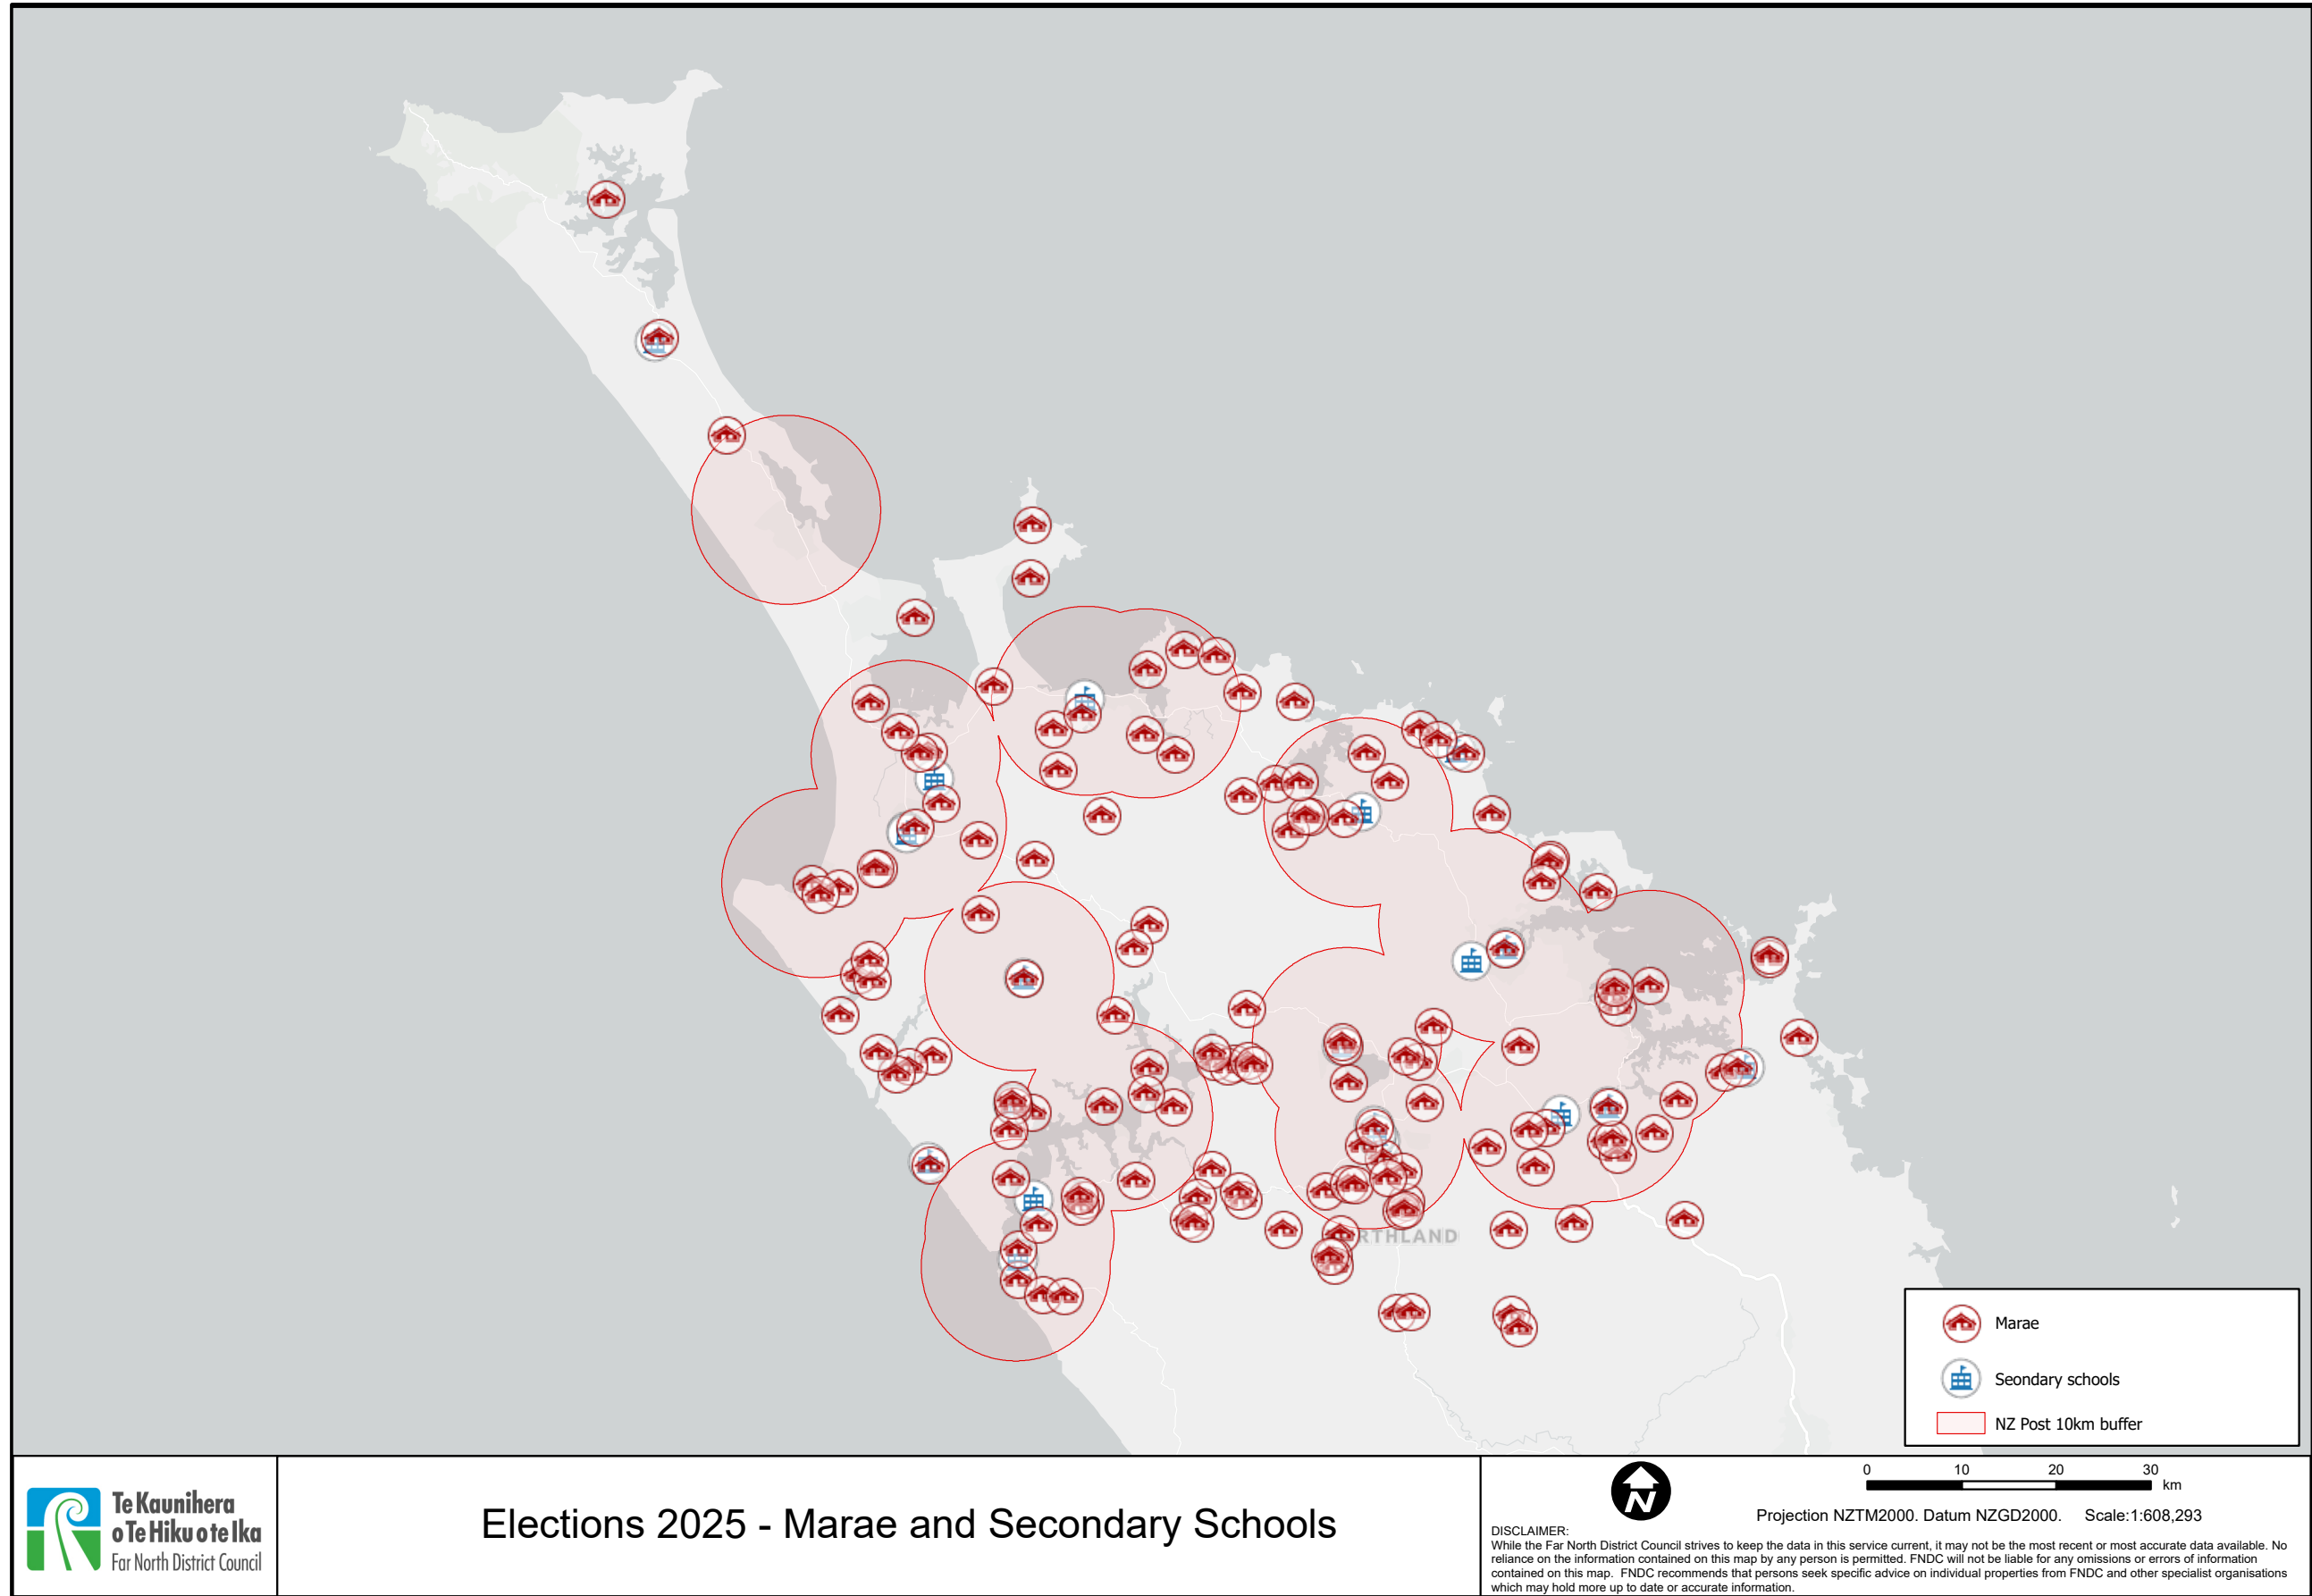 RTHLAND
Marae
Seondary schools
NZ Post 10km buffer
Te Kaunihera
o Te Hiku o te Ika
Far North District Council
Elections 2025 - Marae and Secondary Schools
N
0 10 20 30
km
Projection NZTM2000. Datum NZGD2000. Scale:1:608,293
DISCLAIMER:
While the Far North District Council strives to keep the data in this service current, it may not be the most recent or most accurate data available. No
reliance on the information contained on this map by any person is permitted. FNDC will not be liable for any omissions or errors of information
contained on this map. FNDC recommends that persons seek specific advice on individual properties from FNDC and other specialist organisations
which may hold more up to date or accurate information.